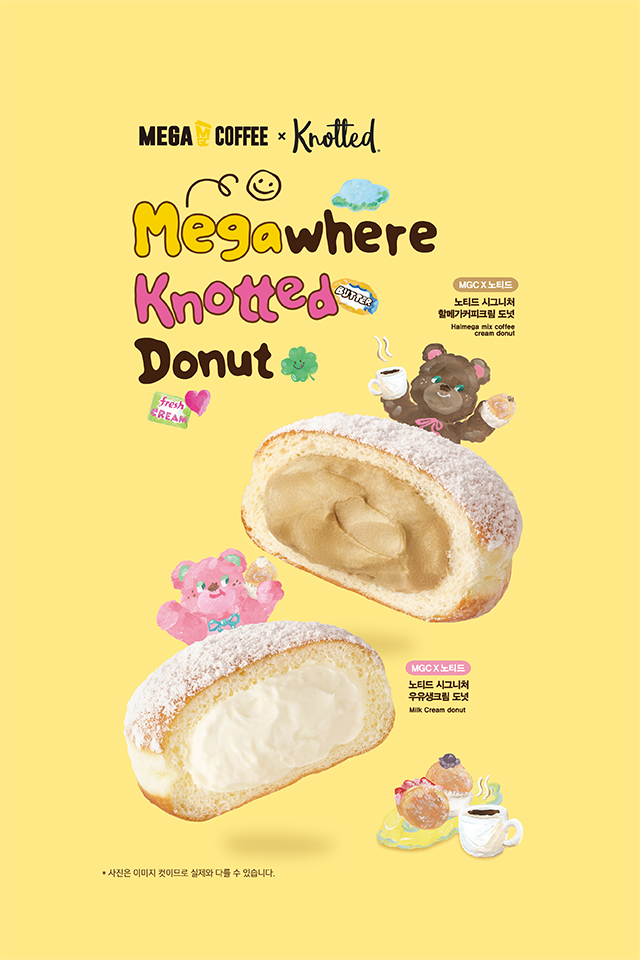 MEGA MGC COFFEE × Knotted
Megawhere
Knotted
BUTTER
Donut
fresh
CREAM
MGC X 노티드
노티드 시그니처
할메가커피크림 도넛
Halmega mix coffee
cream donut
MGC X 노티드
노티드 시그니처
우유생크림 도넛
Milk Cream donut
* 사진은 이미지 컷이므로 실제와 다를 수 있습니다.